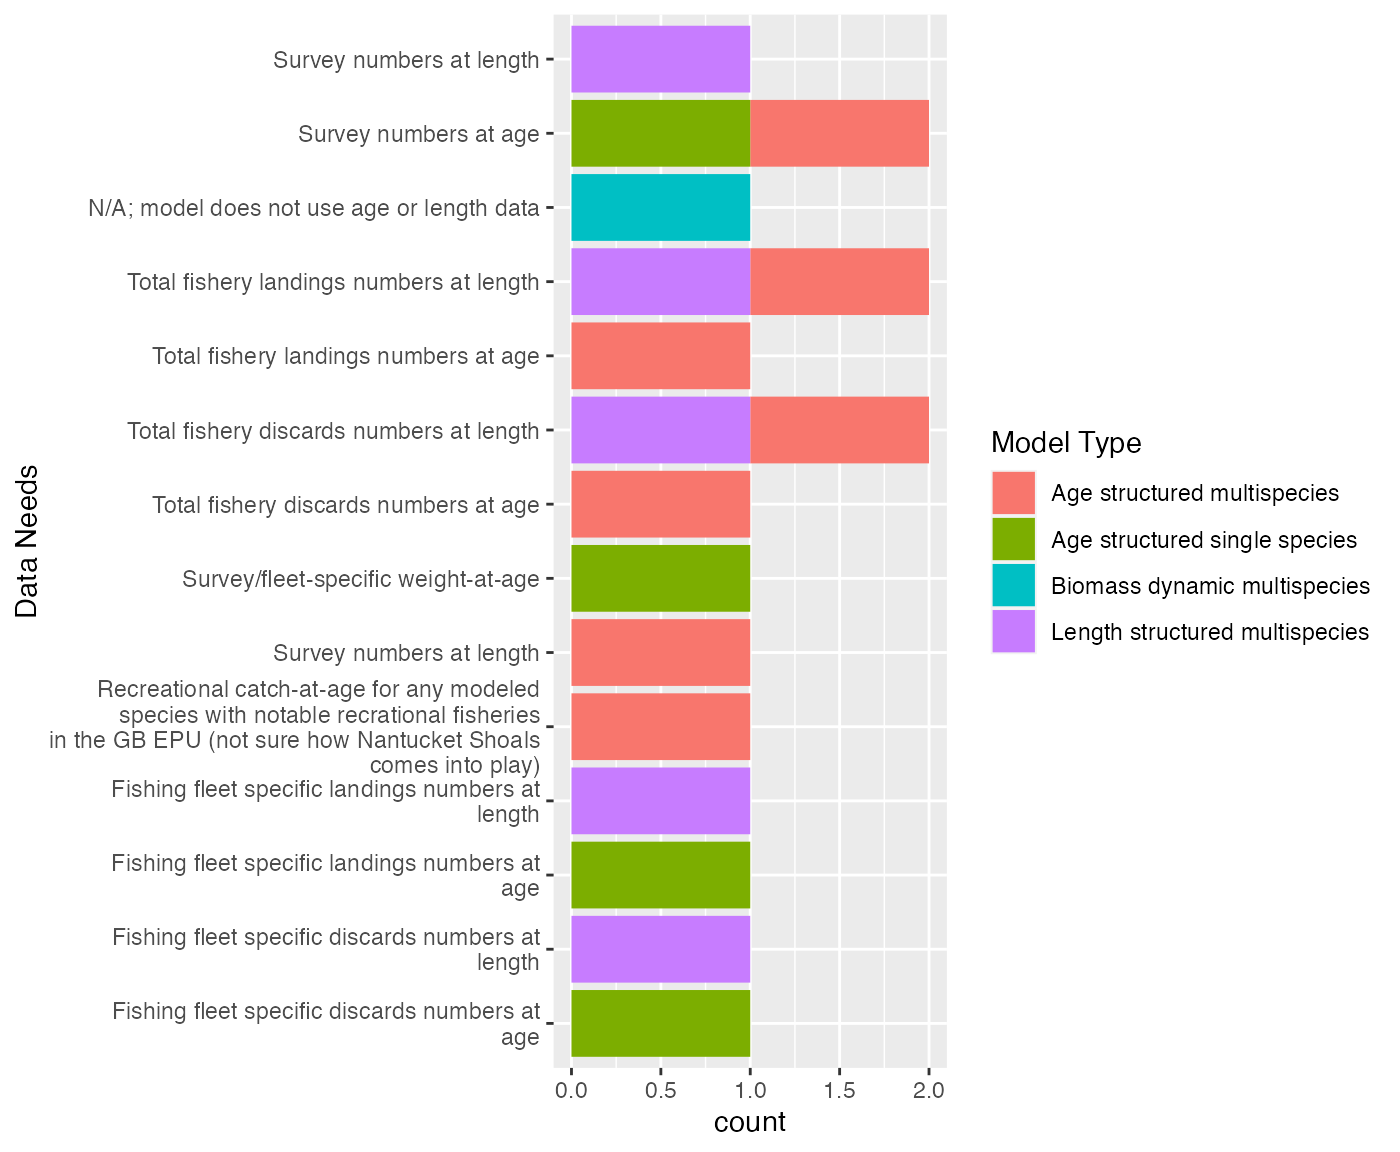 Survey numbers at length
Survey numbers at age
N/A; model does not use age or length data
Total fishery landings numbers at length
Total fishery landings numbers at age
Total fishery discards numbers at length
Total fishery discards numbers at age
Survey/fleet-specific weight-at-age
Survey numbers at length
Recreational catch-at-age for any modeled
species with notable recrational fisheries
in the GB EPU (not sure how Nantucket Shoals
comes into play)
Fishing fleet specific landings numbers at
length
Fishing fleet specific landings numbers at
age
Fishing fleet specific discards numbers at
length
Fishing fleet specific discards numbers at
age
Data Needs
0.0 0.5 1.0 1.5 2.0
count
Model Type
Age structured multispecies
Age structured single species
Biomass dynamic multispecies
Length structured multispecies